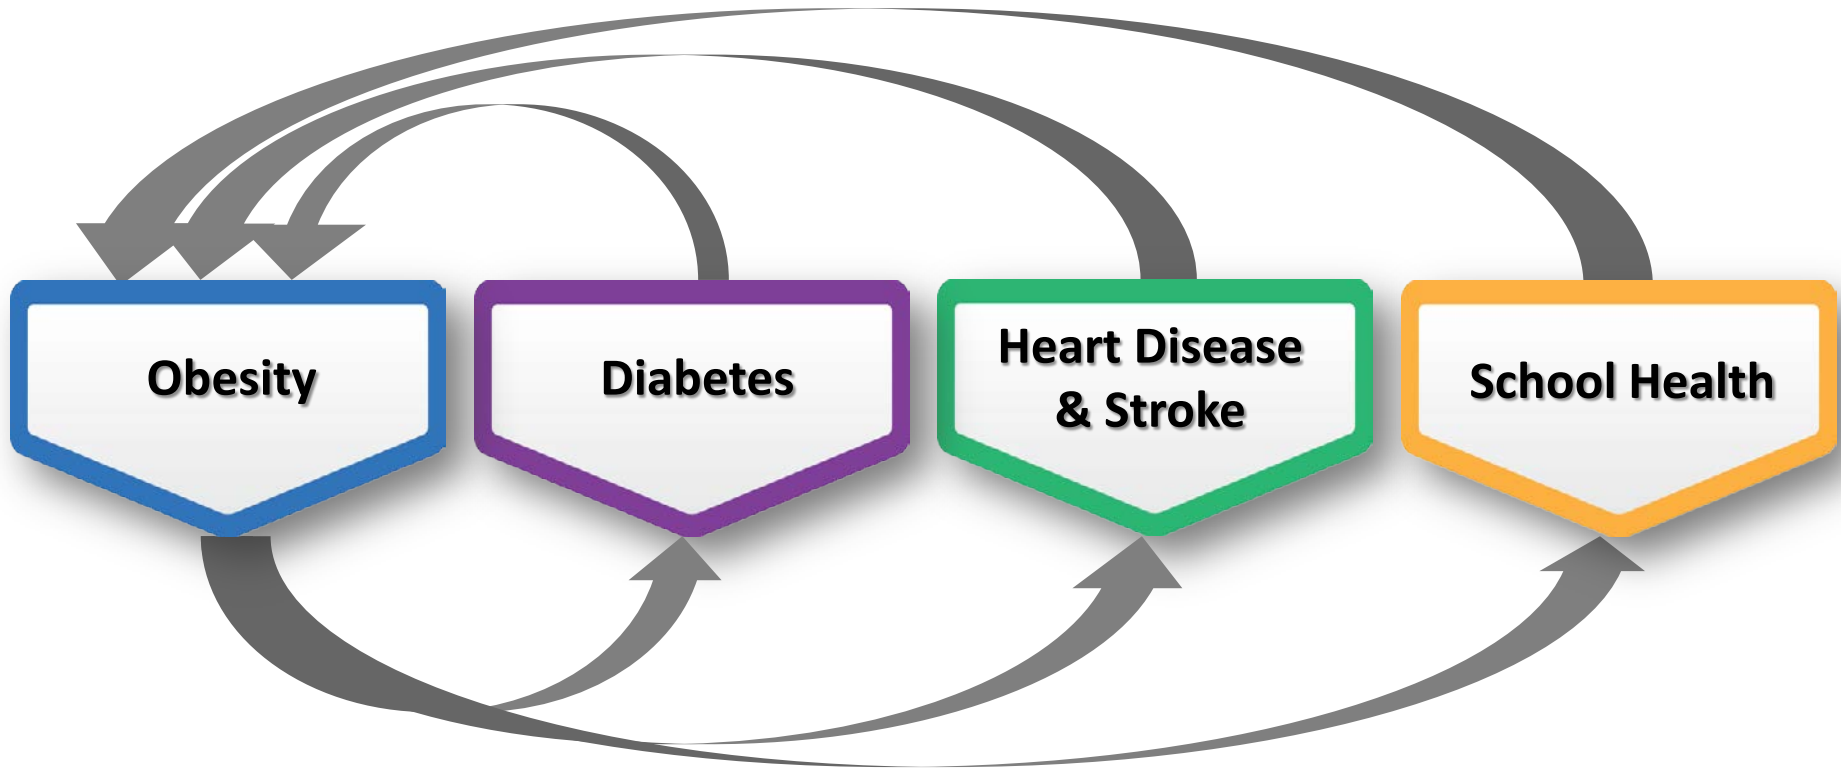 Obesity
Diabetes
Heart Disease
& Stroke
School Health